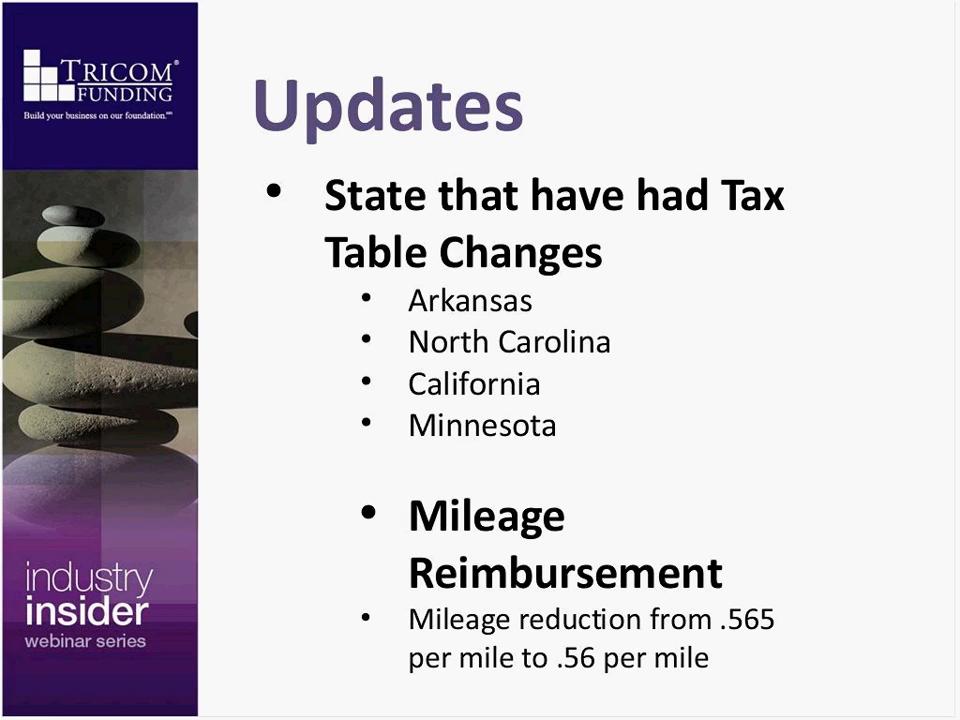 TRICOM®
FUNDING
Build your business on our foundation.℠
Updates
• State that have had Tax
Table Changes
• Arkansas
• North Carolina
• California
• Minnesota
• Mileage
Reimbursement
• Mileage reduction from .565
per mile to .56 per mile
industry
insider
webinar series